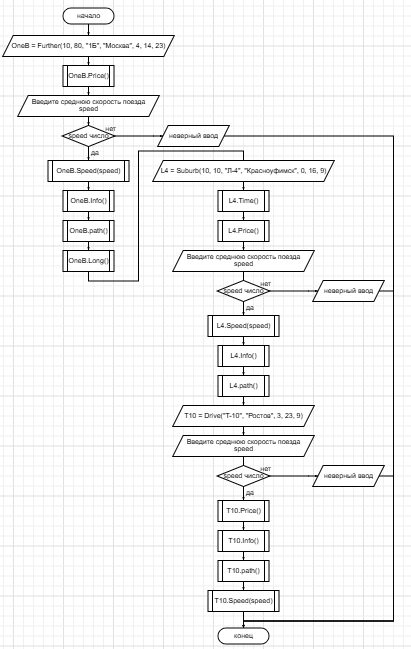 начало
OneB = Further(10, 80, "1Б", "Москва", 4, 14, 23)
OneB.Price()
Введите среднюю скорость поезда
speed
speed число
нет
неверный ввод
да
OneB.Speed(speed)
OneB.Info()
OneB.path()
OneB.Long()
L4 = Suburb(10, 10, "Л-4", "Красноуфимск", 0, 16, 9)
L4.Time()
L4.Price()
Введите среднюю скорость поезда
speed
speed число
нет
неверный ввод
да
L4.Speed(speed)
L4.Info()
L4.path()
T10 = Drive("Т-10", "Ростов", 3, 23, 9)
Введите среднюю скорость поезда
speed
speed число
нет
неверный ввод
да
T10.Price()
T10.Info()
T10.path()
T10.Speed(speed)
конец